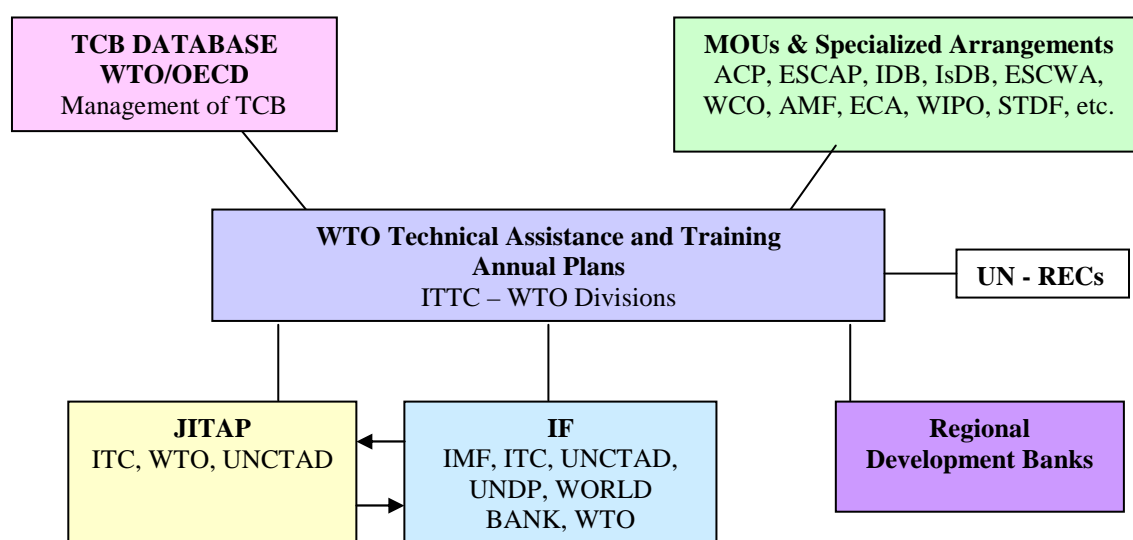 TCB DATABASE
WTO/OECD
Management of TCB
MOUs & Specialized Arrangements
ACP, ESCAP, IDB, IsDB, ESCWA,
WCO, AMF, ECA, WIPO, STDF, etc.
WTO Technical Assistance and Training
Annual Plans
ITTC – WTO Divisions
UN - RECs
JITAP
ITC, WTO, UNCTAD
IF
IMF, ITC, UNCTAD,
UNDP, WORLD
BANK, WTO
Regional
Development Banks